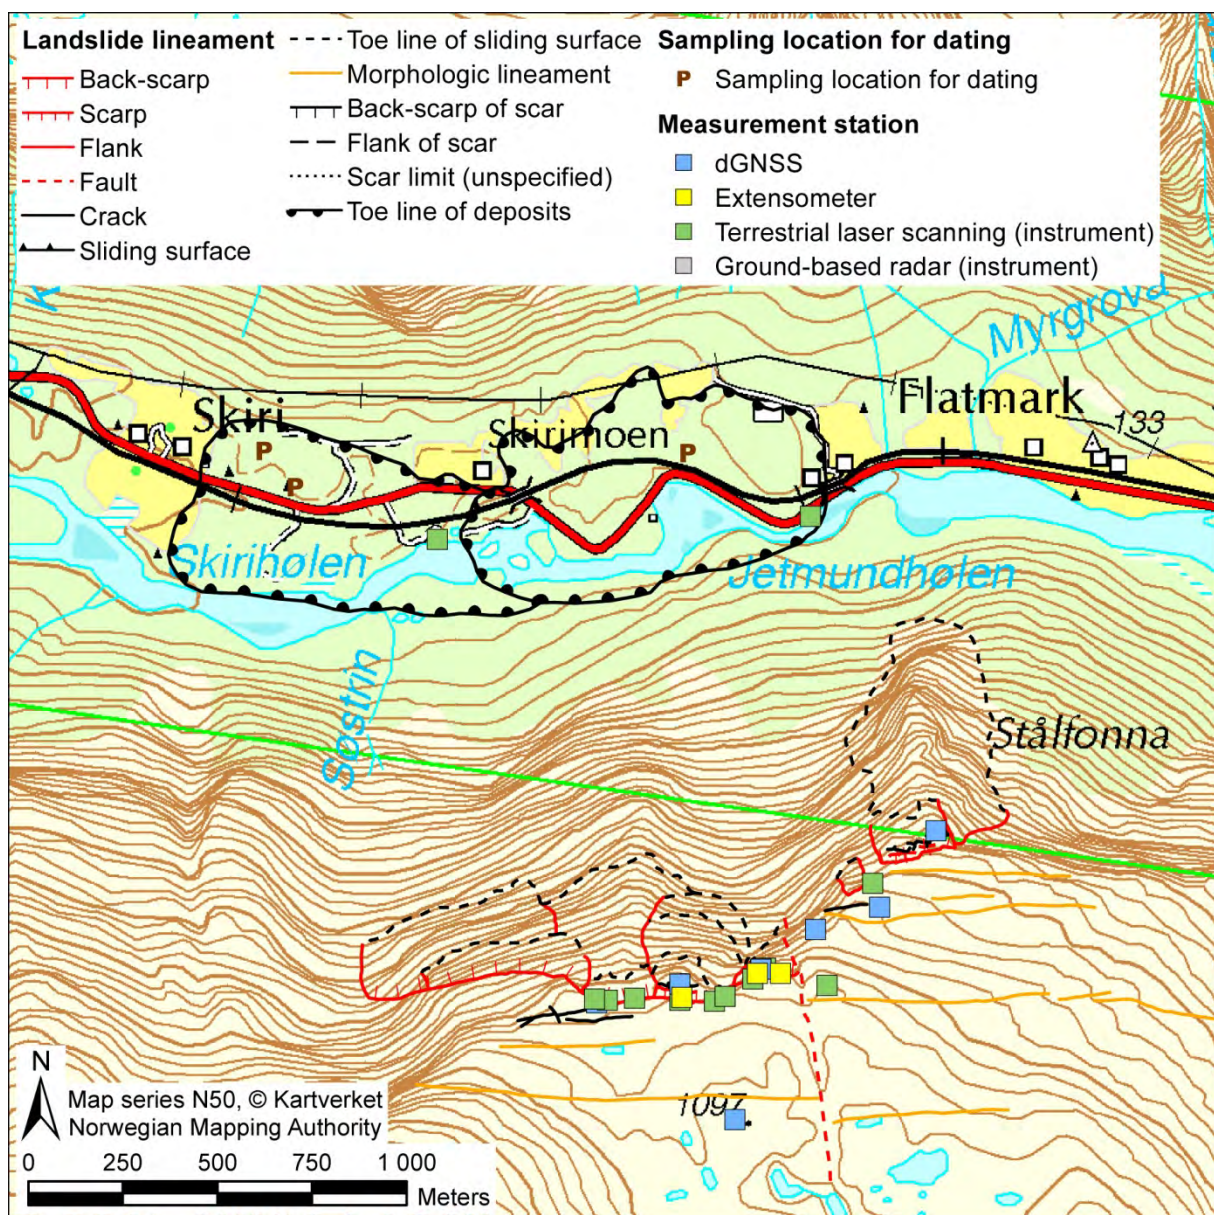 Landslide lineament
Back-scarp
Scarp
Flank
Fault
Crack
Sliding surface
Toe line of sliding surface
Morphologic lineament
Back-scarp of scar
Flank of scar
Scar limit (unspecified)
Toe line of deposits
Sampling location for dating
P Sampling location for dating
Measurement station
dGNSS
Extensometer
Terrestrial laser scanning (instrument)
Ground-based radar (instrument)
Myrgrova
Skiri
Skirimoen
Flatmark
133
P
P
P
Skirihølen
Jetmundhølen
Søstrin
Stålfonna
1097
N
Map series N50, © Kartverket
Norwegian Mapping Authority
0 250 500 750 1 000
Meters